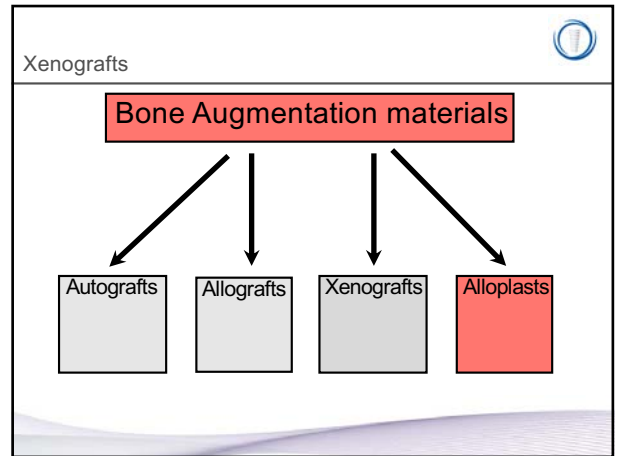 Xenografts
Bone Augmentation materials
Autografts
Allografts
Xenografts
Alloplasts